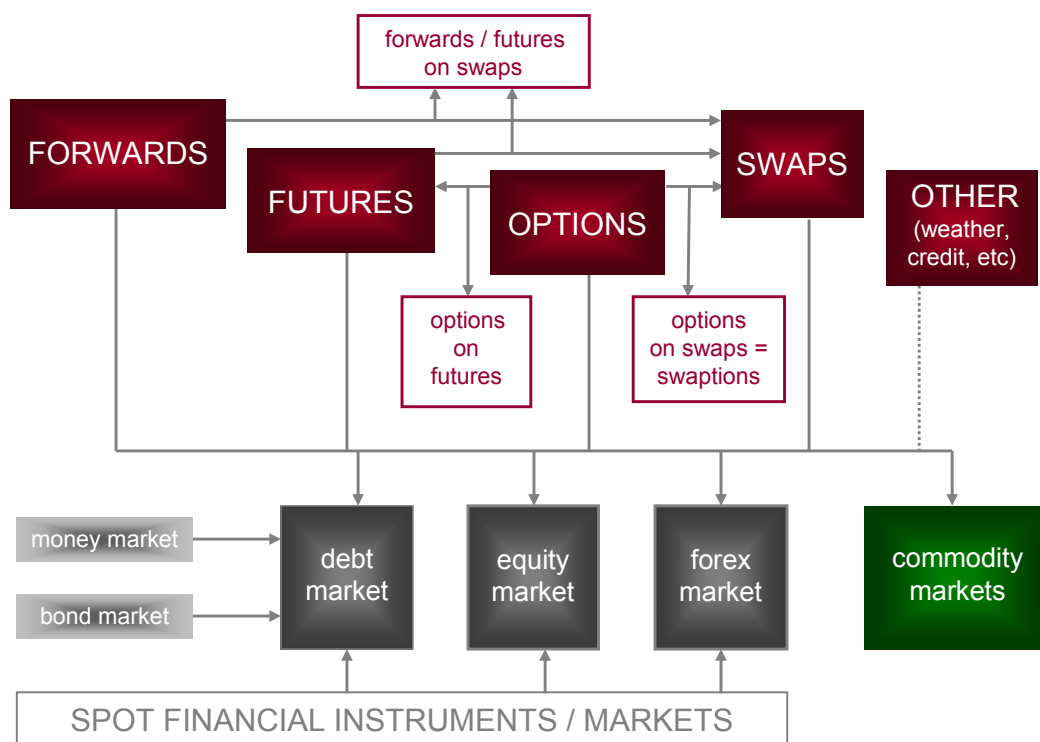 forwards / futures
on swaps
FORWARDS
FUTURES
OPTIONS
SWAPS
OTHER
(weather,
credit, etc)
options
on
futures
options
on swaps =
swaptions
money market
bond market
debt
market
equity
market
forex
market
commodity
markets
SPOT FINANCIAL INSTRUMENTS / MARKETS